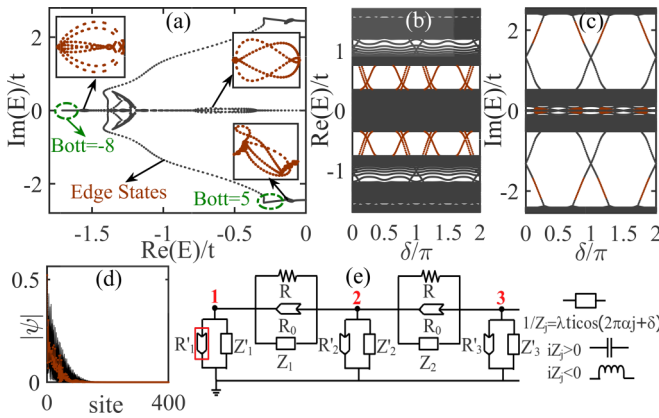 (a)
Im(E)/t
2
0
-2
Bott=-8
Edge States
Bott=5
-1.5
-1
-0.5
0
Re(E)/t
(b)
Re(E)/t
1
0
-1
0
0.5
1
1.5
2
δ/π
(c)
Im(E)/t
2
0
-2
0
0.5
1
1.5
2
δ/π
(d)
|ψ|
0.5
0
0
400
site
(e)
1
2
3
R
R
R₀
R₀
Z₁
Z₂
R'₁
Z'₁
R'₂
Z'₂
R'₃
Z'₃
1/Zⱼ=λticos(2παj+δ)
iZⱼ>0
iZⱼ<0